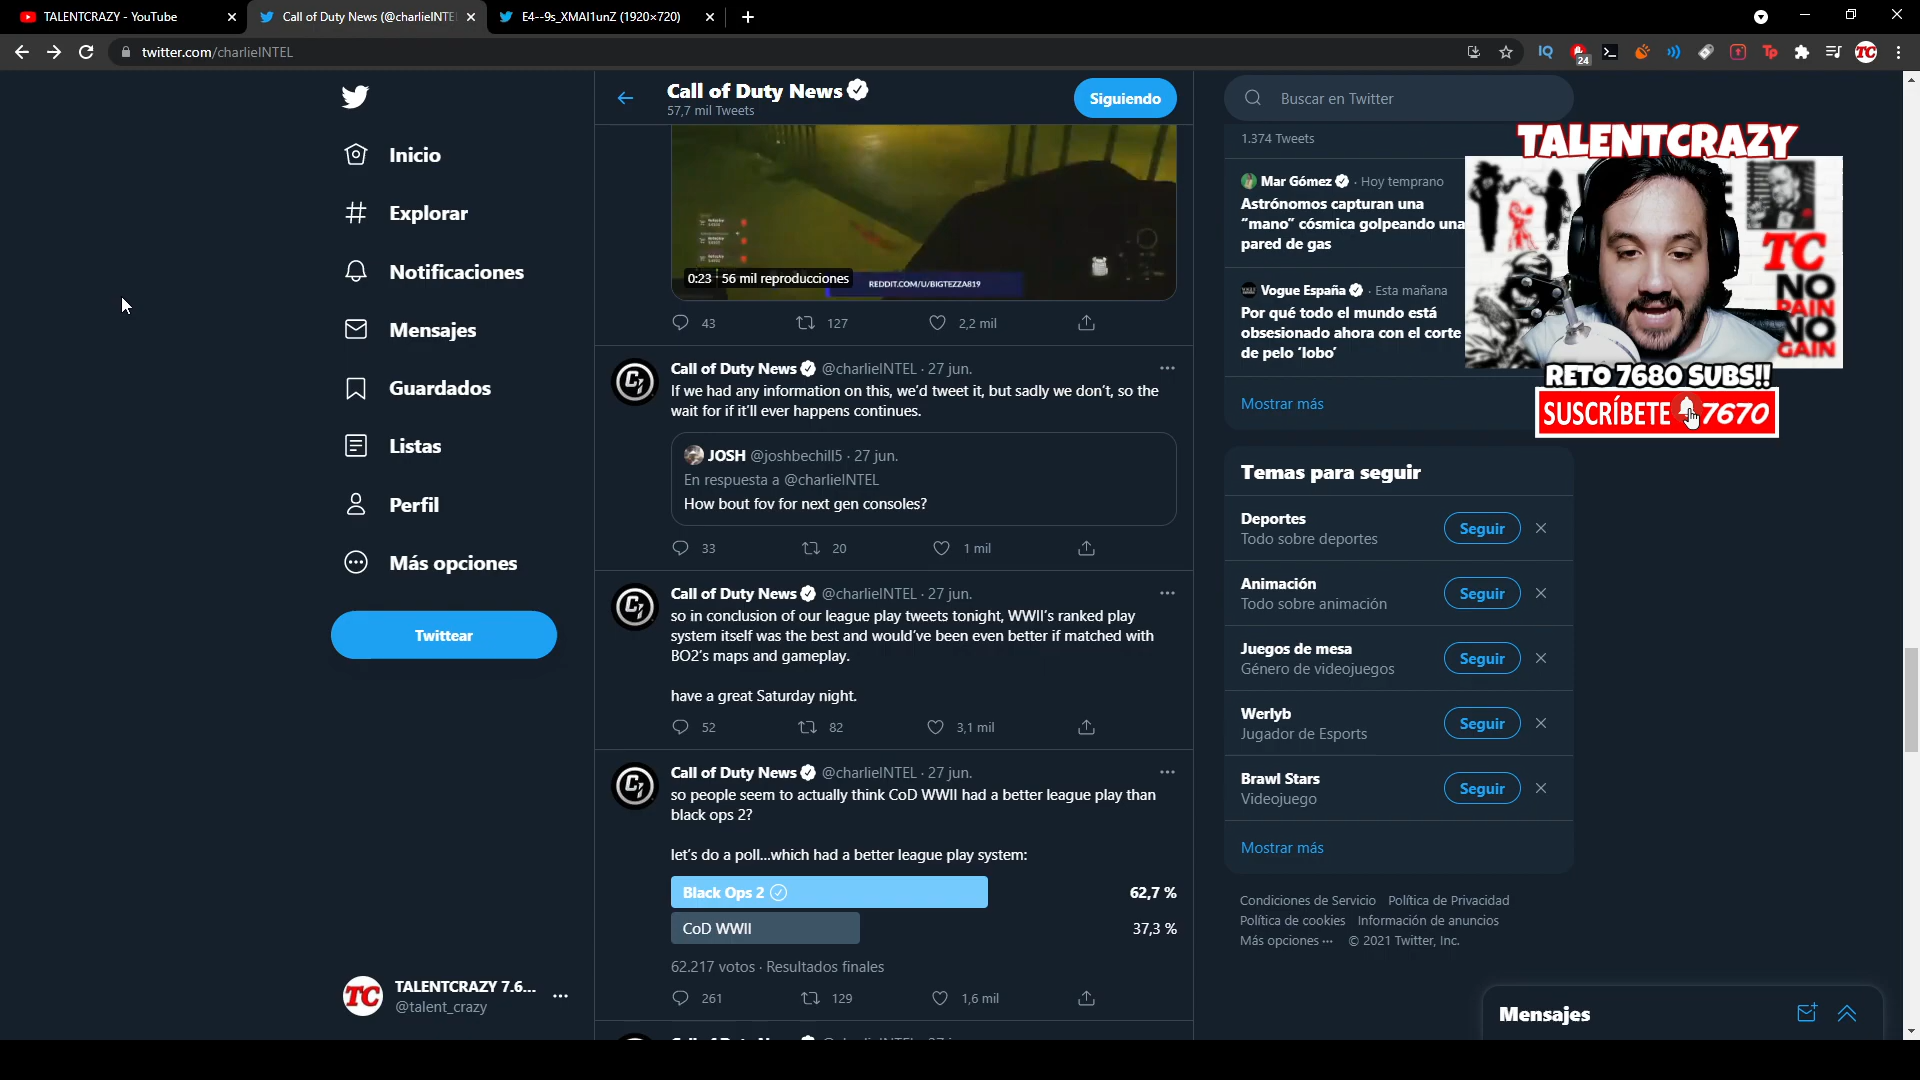 TALENTCRAZY - YouTube
Call of Duty News (@charlieINTE
E4--9s_XMAI1unZ (1920×720)
twitter.com/charlieINTEL
24
Call of Duty News
57,7 mil Tweets
Siguiendo
Buscar en Twitter
Inicio
Explorar
Notificaciones
Mensajes
Guardados
Listas
Perfil
Más opciones
Twittear
TALENTCRAZY 7.6...
@talent_crazy
0:23 56 mil reproducciones
REDDIT.COM/U/BIGTEZZA819
43 127 2,2 mil
Call of Duty News @charlieINTEL · 27 jun.
If we had any information on this, we'd tweet it, but sadly we don't, so the
wait for if it'll ever happens continues.
JOSH @joshbechill5 · 27 jun.
En respuesta a @charlieINTEL
How bout fov for next gen consoles?
33 20 1 mil
Call of Duty News @charlieINTEL · 27 jun.
so in conclusion of our league play tweets tonight, WWII's ranked play
system itself was the best and would've been even better if matched with
BO2's maps and gameplay.
have a great Saturday night.
52 82 3,1 mil
Call of Duty News @charlieINTEL · 27 jun.
so people seem to actually think CoD WWII had a better league play than
black ops 2?
let's do a poll...which had a better league play system:
Black Ops 2 62,7 %
CoD WWII 37,3 %
62.217 votos · Resultados finales
261 129 1,6 mil
1.374 Tweets
Mar Gómez · Hoy temprano
Astrónomos capturan una
“mano” cósmica golpeando una
pared de gas
Vogue España · Esta mañana
Por qué todo el mundo está
obsesionado ahora con el corte
de pelo ‘lobo’
Mostrar más
TALENTCRAZY
TC
NO
PAIN
NO
GAIN
RETO 7680 SUBS!!
SUSCRÍBETE 7670
Temas para seguir
Deportes
Todo sobre deportes
Seguir
Animación
Todo sobre animación
Seguir
Juegos de mesa
Género de videojuegos
Seguir
Werlyb
Jugador de Esports
Seguir
Brawl Stars
Videojuego
Seguir
Mostrar más
Condiciones de Servicio Política de Privacidad
Política de cookies Información de anuncios
Más opciones ··· © 2021 Twitter, Inc.
Mensajes